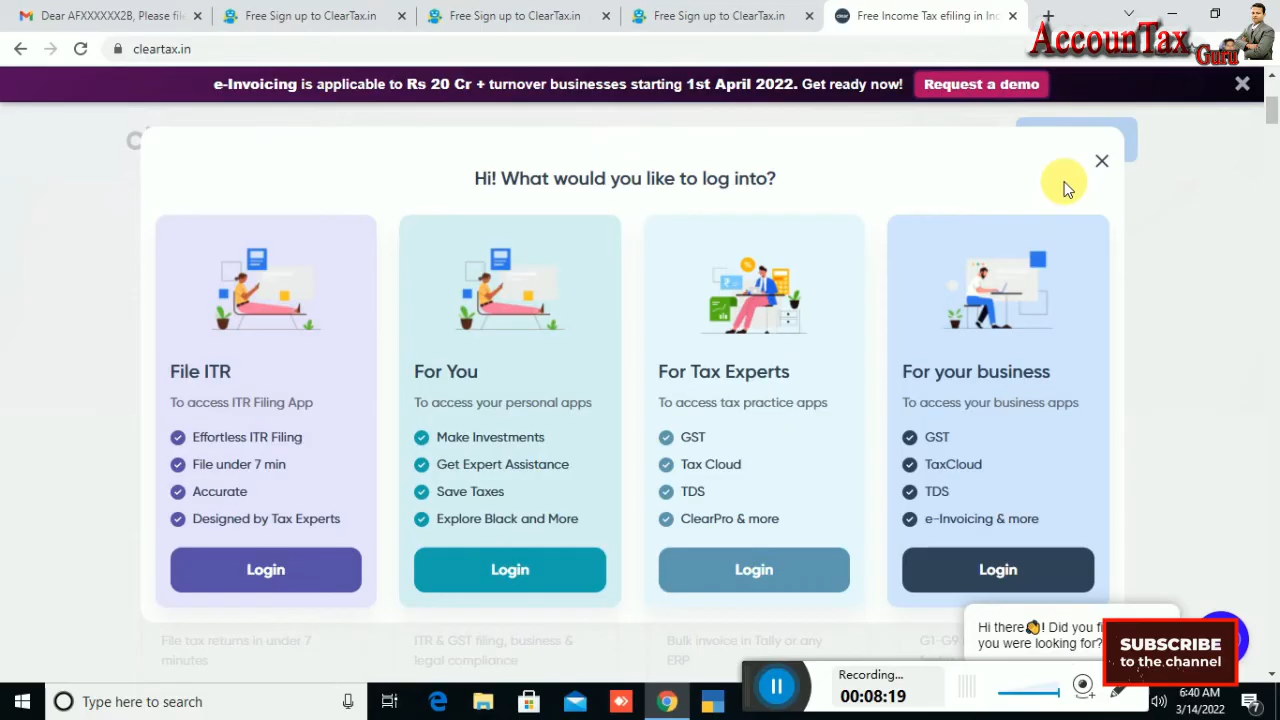 Dear AFXXXXXX2B, Please file
Free Sign up to ClearTax.in
Free Sign up to ClearTax.in
Free Sign up to ClearTax.in
Free Income Tax efiling in Inc
cleartax.in
AccounTax
Guru
e-Invoicing is applicable to Rs 20 Cr + turnover businesses starting 1st April 2022. Get ready now!
Request a demo
Hi! What would you like to log into?
File ITR
To access ITR Filing App
Effortless ITR Filing
File under 7 min
Accurate
Designed by Tax Experts
Login
For You
To access your personal apps
Make Investments
Get Expert Assistance
Save Taxes
Explore Black and More
Login
For Tax Experts
To access tax practice apps
GST
Tax Cloud
TDS
ClearPro & more
Login
For your business
To access your business apps
GST
TaxCloud
TDS
e-Invoicing & more
Login
File tax returns in under 7
minutes
ITR & GST filing, business &
legal compliance
Bulk invoice in Tally or any
ERP
G1-G9
Hi there👋! Did you fi
you were looking for?
SUBSCRIBE
to the channel
Recording...
00:08:19
Type here to search
6:40 AM
3/14/2022
7